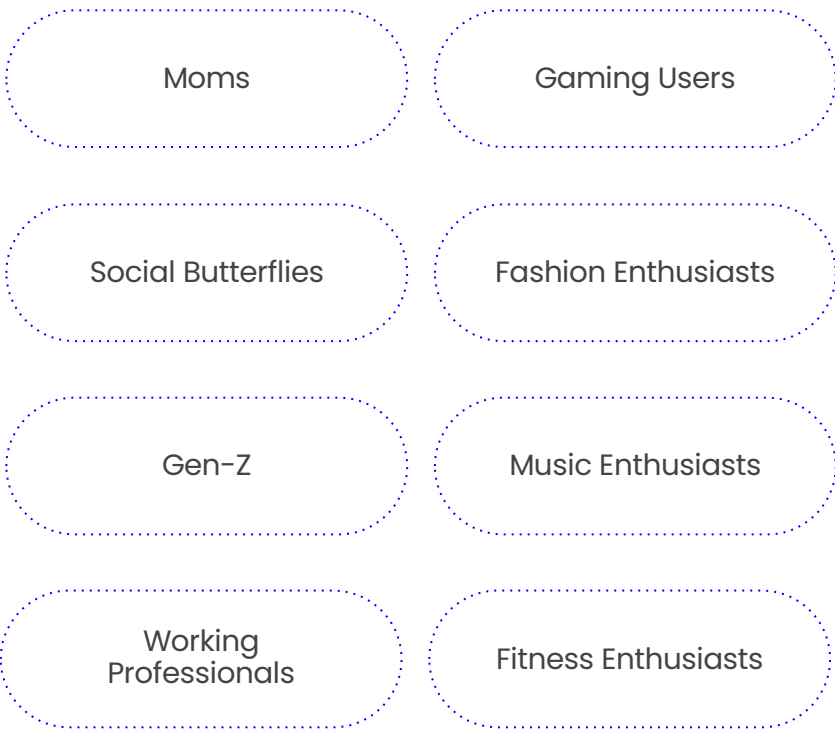 Moms
Gaming Users
Social Butterflies
Fashion Enthusiasts
Gen-Z
Music Enthusiasts
Working
Professionals
Fitness Enthusiasts